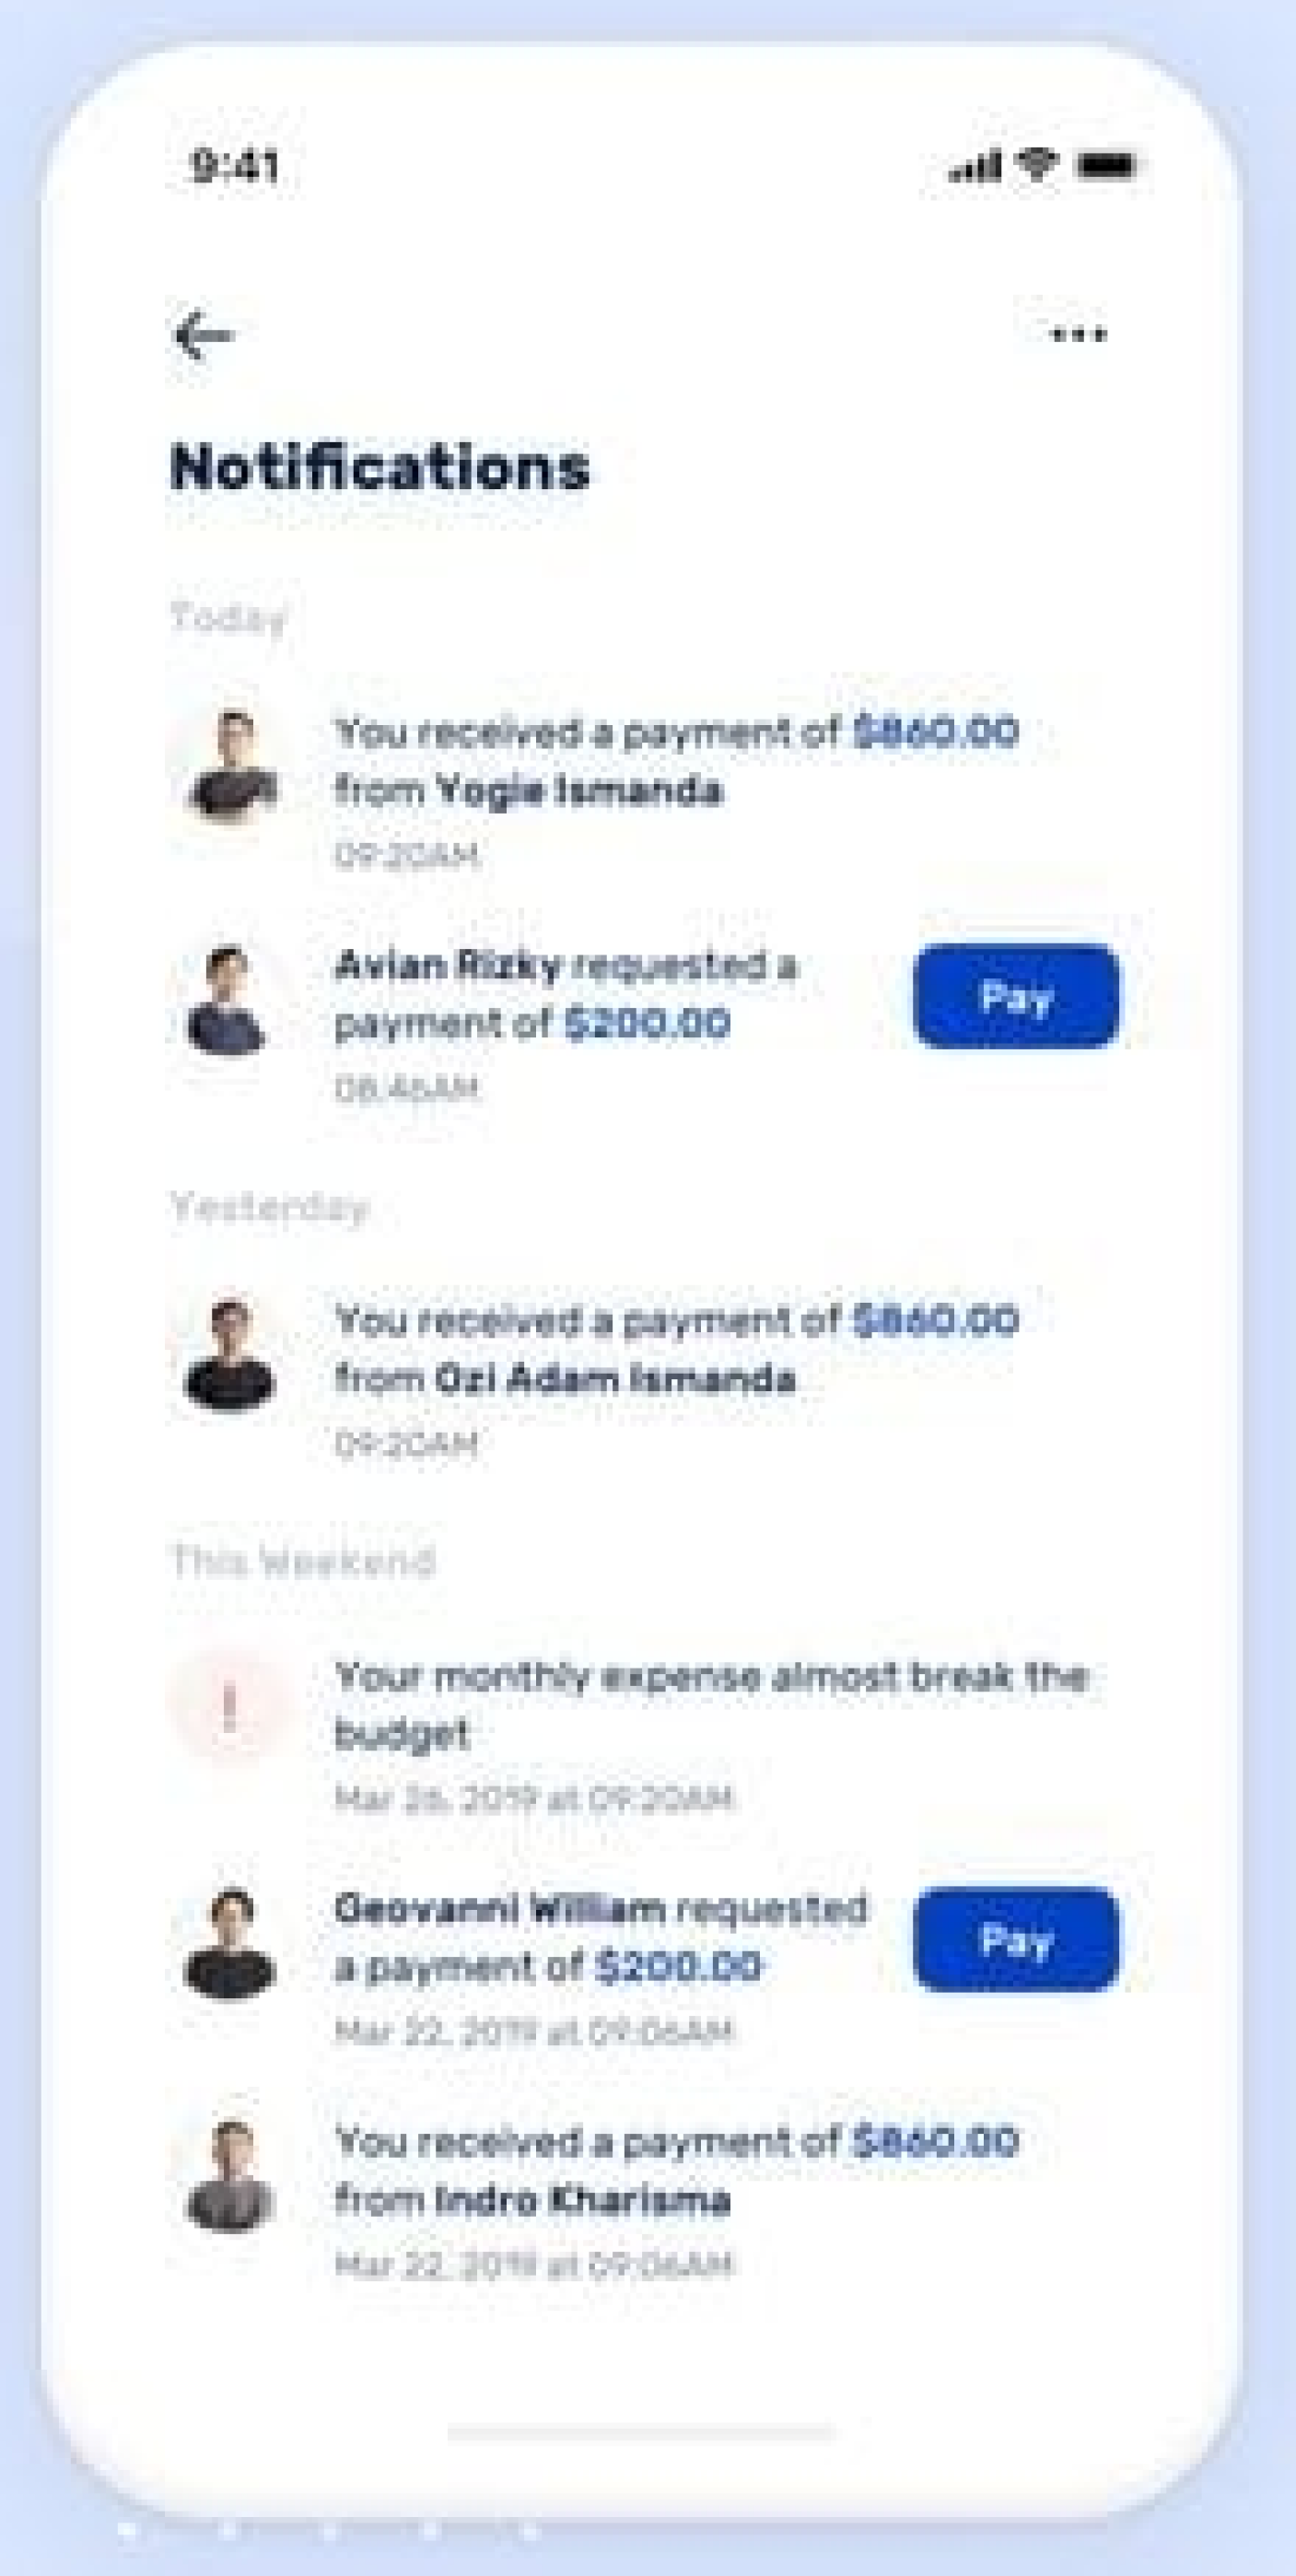 9:41
Notifications
Today
You received a payment of $860.00
from Yogie Ismanda
09:20AM
Avian Rizky requested a
payment of $200.00
Pay
08:46AM
Yesterday
You received a payment of $860.00
from Ozi Adam Ismanda
09:20AM
This Weekend
!
Your monthly expense almost break the
budget
Mar 26, 2019 at 09:20AM
Geovanni William requested
a payment of $200.00
Pay
Mar 22, 2019 at 09:06AM
You received a payment of $860.00
from Indro Kharisma
Mar 22, 2019 at 09:06AM